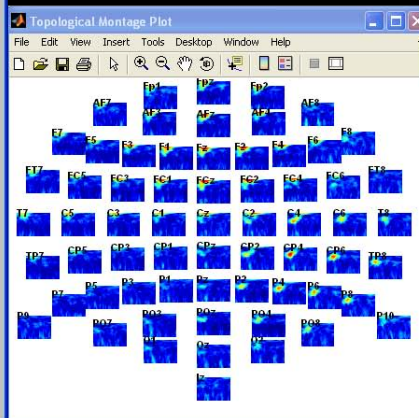 Topological Montage Plot
File Edit View Insert Tools Desktop Window Help
Fp1 Fpz Fp2
AF7 AF3 AFz AF4 AF8
F7 F5 F3 F1 Fz F2 F4 F6 F8
FT7 FC5 FC3 FC1 FCz FC2 FC4 FC6 FT8
T7 C5 C3 C1 Cz C2 C4 C6 T8
TP7 CP5 CP3 CP1 CPz CP2 CP4 CP6 TP8
P7 P5 P3 P1 Pz P2 P4 P6 P8
P9 PO7 PO3 POz PO4 PO8 P10
O1 Oz O2
Iz